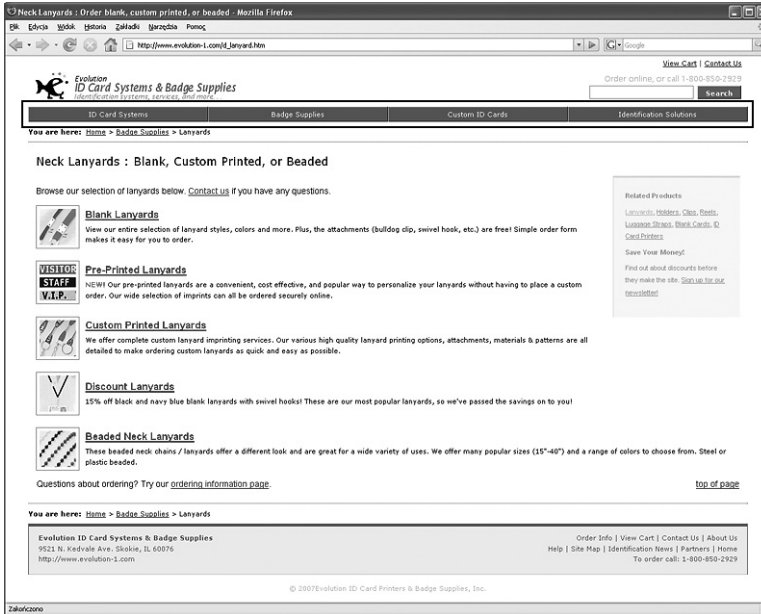 Neck Lanyards : Order blank, custom printed, or beaded - Mozilla Firefox
Plik Edycja Widok Historia Zakładki Narzędzia Pomoc
http://www.evolution-1.com/d_lanyard.htm
Google
View Cart | Contact Us
Evolution
ID Card Systems & Badge Supplies
Identification systems, services, and more...
Order online, or call 1-800-850-2929
Search
ID Card Systems Badge Supplies Custom ID Cards Identification Solutions
You are here: Home > Badge Supplies > Lanyards
Neck Lanyards : Blank, Custom Printed, or Beaded
Browse our selection of lanyards below. Contact us if you have any questions.
Blank Lanyards
View our entire selection of lanyard styles, colors and more. Plus, the attachments (bulldog clip, swivel hook, etc.) are free! Simple order form
makes it easy for you to order.
VISITOR
STAFF
V.I.P.
Pre-Printed Lanyards
NEW! Our pre-printed lanyards are a convenient, cost effective, and popular way to personalize your lanyards without having to place a custom
order. Our wide selection of imprints can all be ordered securely online.
Custom Printed Lanyards
We offer complete custom lanyard imprinting services. Our various high quality lanyard printing options, attachments, materials & patterns are all
detailed to make ordering custom lanyards as quick and easy as possible.
Discount Lanyards
15% off black and navy blue blank lanyards with swivel hooks! These are our most popular lanyards, so we've passed the savings on to you!
Beaded Neck Lanyards
These beaded neck chains / lanyards offer a different look and are great for a wide variety of uses. We offer many popular sizes (15"-40") and a range of colors to choose from. Steel or
plastic beaded.
Related Products
Lanyards, Holders, Clips, Reels,
Luggage Straps, Blank Cards, ID
Card Printers
Save Your Money!
Find out about discounts before
they make the site. Sign up for our
newsletter!
Questions about ordering? Try our ordering information page.
top of page
You are here: Home > Badge Supplies > Lanyards
Evolution ID Card Systems & Badge Supplies
9521 N. Kedvale Ave. Skokie, IL 60076
http://www.evolution-1.com
Order Info | View Cart | Contact Us | About Us
Help | Site Map | Identification News | Partners | Home
To order call: 1-800-850-2929
© 2007Evolution ID Card Printers & Badge Supplies, Inc.
Zakończono